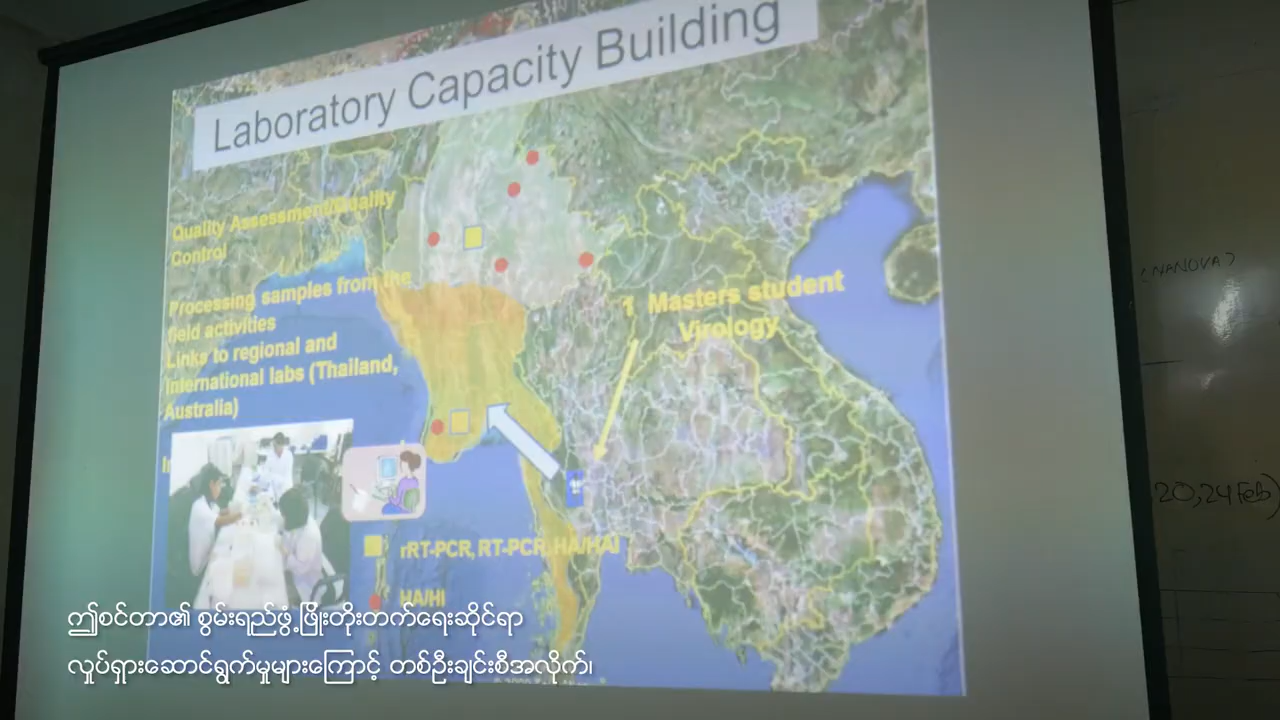 Laboratory Capacity Building
Quality Assessment/Quality
Control
Processing samples from the
field activities
Links to regional and
International labs (Thailand,
Australia)
1 Masters student
Virology
rRT-PCR, RT-PCR, HA/HAI
HA/HI
(NANOVA)
20,24 Feb)
ဤစင်တာ၏ စွမ်းရည်ဖွံ့ဖြိုးတိုးတက်ရေးဆိုင်ရာ
လှုပ်ရှားဆောင်ရွက်မှုများကြောင့် တစ်ဦးချင်းစီအလိုက်၊